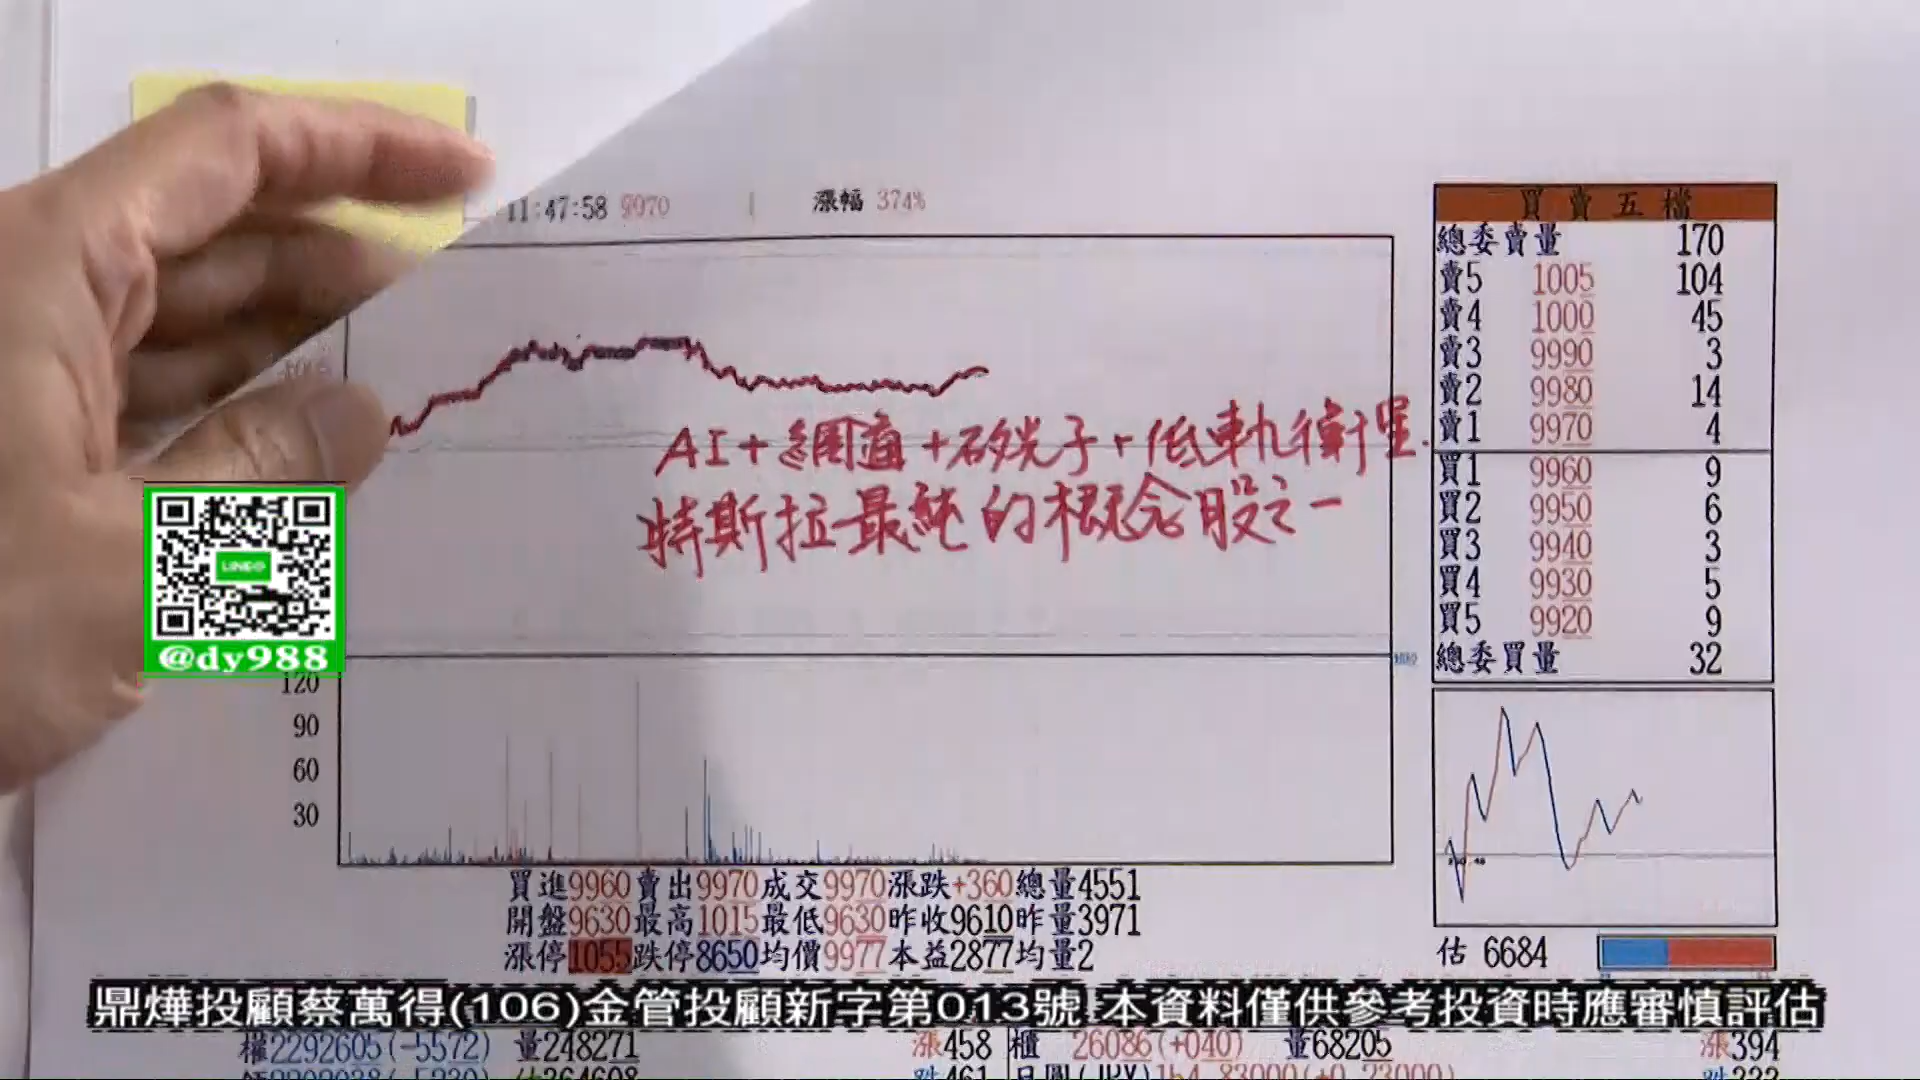 11:47:58 9970 漲幅 374%
買賣五檔
總委賣量 170
賣5 1005 104
賣4 1000 45
賣3 9990 3
賣2 9980 14
賣1 9970 4
買1 9960 9
買2 9950 6
買3 9940 3
買4 9930 5
買5 9920 9
總委買量 32
AI+網通+矽光子+低軌衛星.
特斯拉最純的概念股之一
LINE@
@dy988
120
90
60
30
買進9960賣出9970成交9970漲跌+360總量4551
開盤9630最高1015最低9630昨收9610昨量3971
漲停1055跌停8650均價9977本益2877均量2
估 6684
鼎燁投顧蔡萬得(106)金管投顧新字第013號 本資料僅供參考投資時應審慎評估
權2292605(-5572) 量248271 漲458 櫃 26086(+040) 量68205 漲394